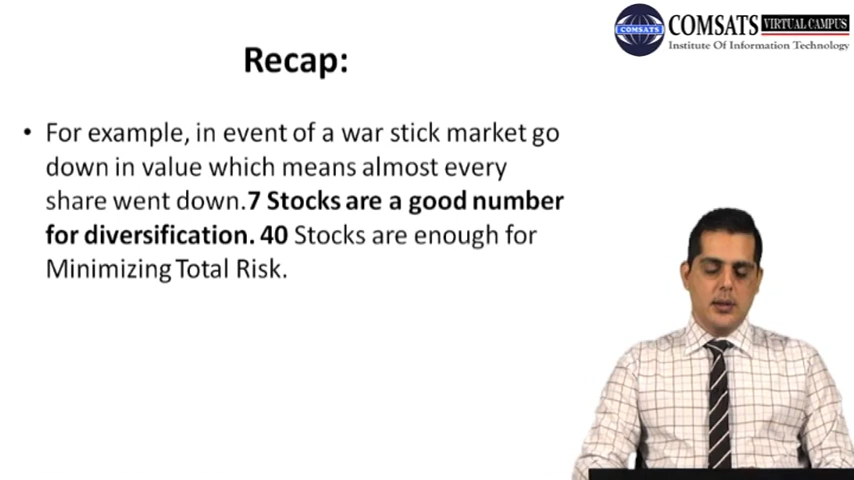 COMSATS VIRTUAL CAMPUS
COMSATS
Institute Of Information Technology
Recap:
• For example, in event of a war stick market go
down in value which means almost every
share went down.7 Stocks are a good number
for diversification. 40 Stocks are enough for
Minimizing Total Risk.